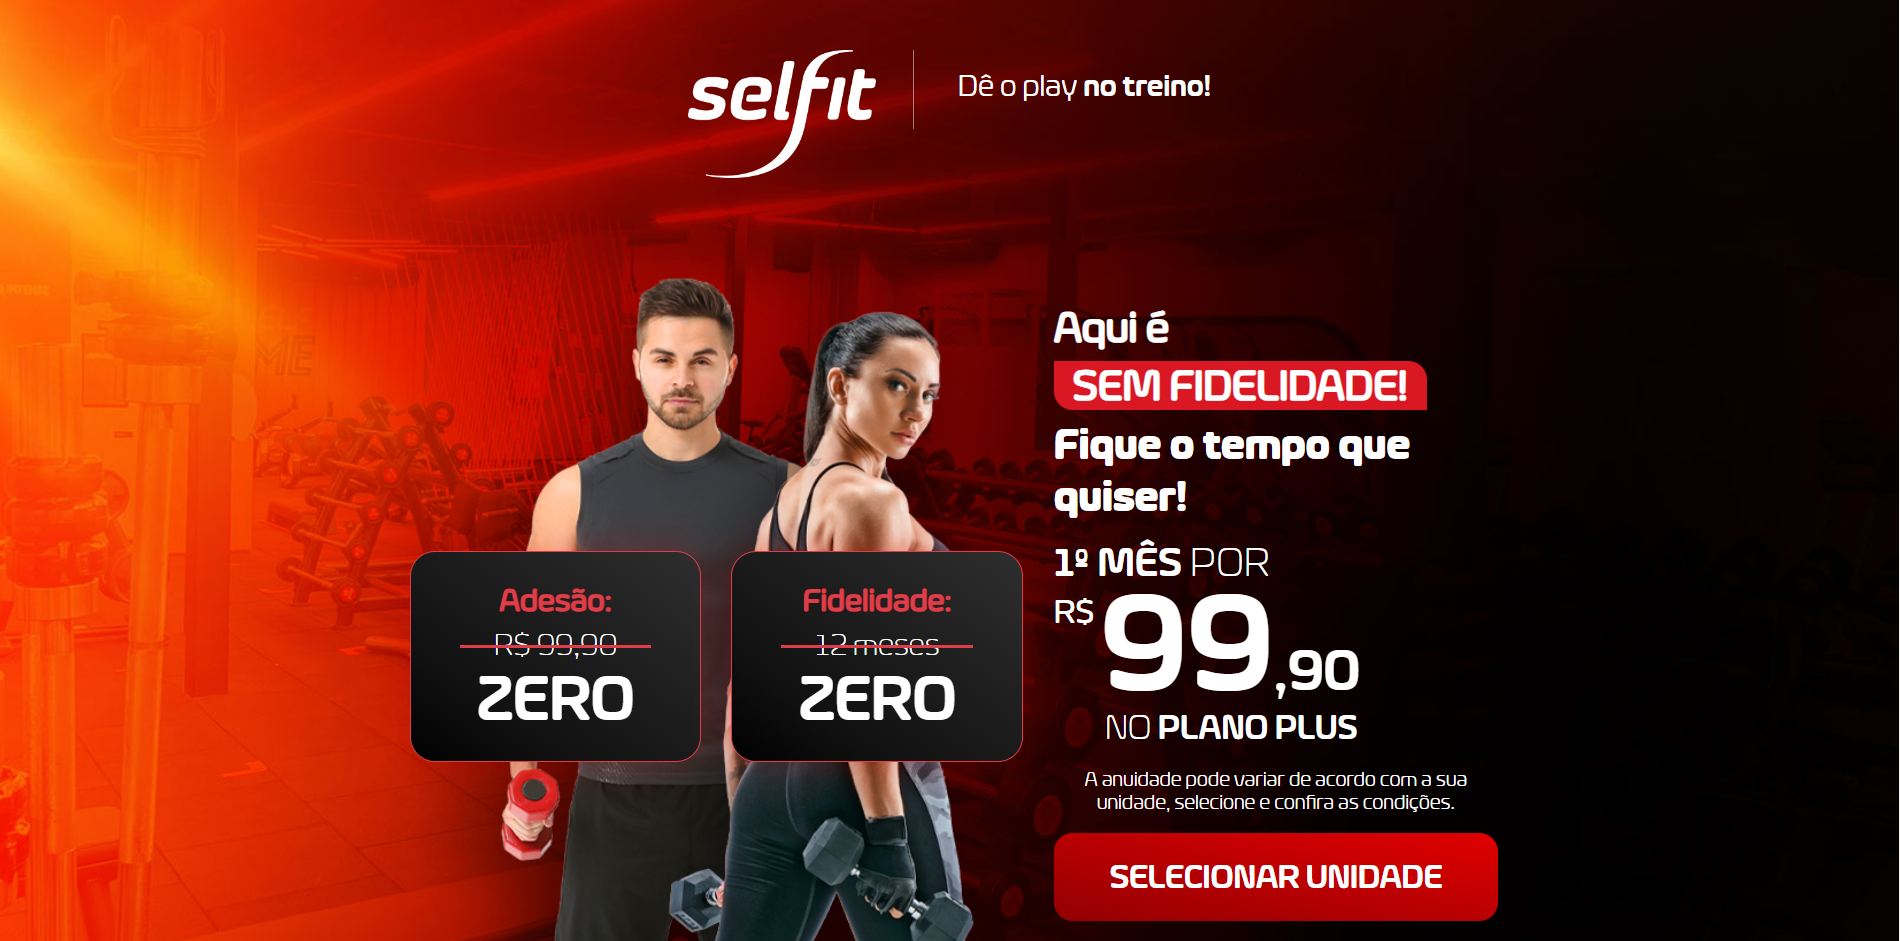 selfit
Dê o play no treino!
INTENSE
ME
Aqui é
SEM FIDELIDADE!
Fique o tempo que
quiser!
1º MÊS POR
R$ 99,90
NO PLANO PLUS
Adesão:
R$ 99,90
ZERO
Fidelidade:
12 meses
ZERO
A anuidade pode variar de acordo com a sua
unidade, selecione e confira as condições.
SELECIONAR UNIDADE